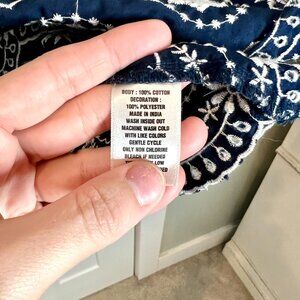 BODY : 100% COTTON
DECORATION :
100% POLYESTER
MADE IN INDIA
WASH INSIDE OUT
MACHINE WASH COLD
WITH LIKE COLORS
GENTLE CYCLE
ONLY NON CHLORINE
BLEACH IF NEEDED
LOW